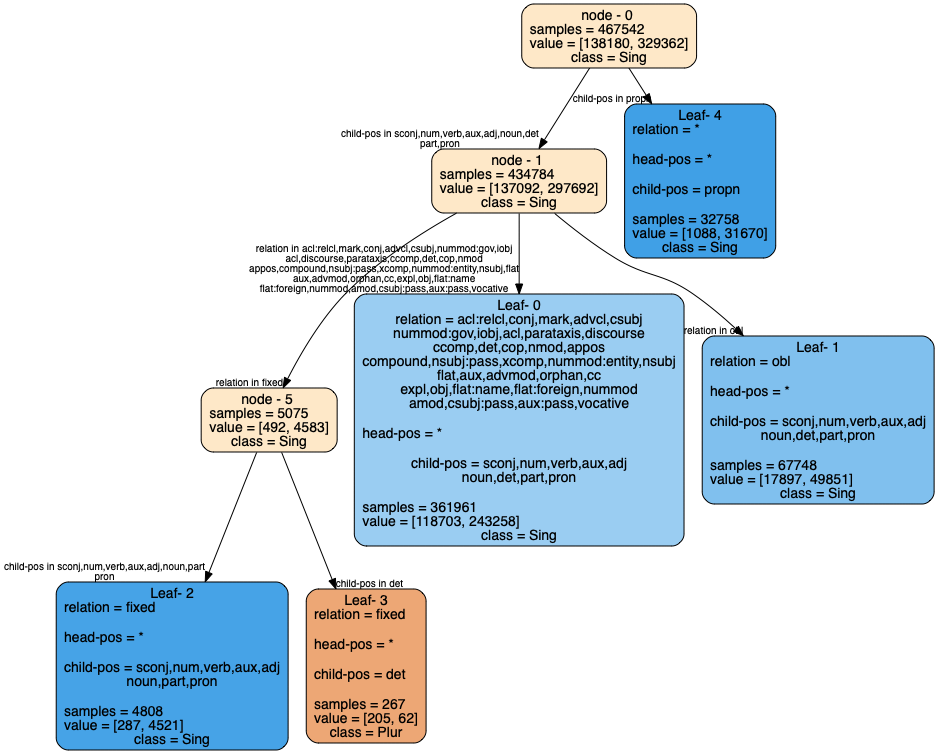 node - 0
samples = 467542
value = [138180, 329362]
class = Sing
child-pos in propn
child-pos in sconj,num,verb,aux,adj,noun,det
part,pron
Leaf- 4
relation = *
head-pos = *
child-pos = propn
samples = 32758
value = [1088, 31670]
class = Sing
node - 1
samples = 434784
value = [137092, 297692]
class = Sing
relation in acl:relcl,mark,conj,advcl,csubj,nummod:gov,iobj
acl,discourse,parataxis,ccomp,det,cop,nmod
appos,compound,nsubj:pass,xcomp,nummod:entity,nsubj,flat
aux,advmod,orphan,cc,expl,obj,flat:name
flat:foreign,nummod,amod,csubj:pass,aux:pass,vocative
relation in obl
relation in fixed
node - 5
samples = 5075
value = [492, 4583]
class = Sing
Leaf- 0
relation = acl:relcl,conj,mark,advcl,csubj
nummod:gov,iobj,acl,parataxis,discourse
ccomp,det,cop,nmod,appos
compound,nsubj:pass,xcomp,nummod:entity,nsubj
flat,aux,advmod,orphan,cc
expl,obj,flat:name,flat:foreign,nummod
amod,csubj:pass,aux:pass,vocative
head-pos = *
child-pos = sconj,num,verb,aux,adj
noun,det,part,pron
samples = 361961
value = [118703, 243258]
class = Sing
Leaf- 1
relation = obl
head-pos = *
child-pos = sconj,num,verb,aux,adj
noun,det,part,pron
samples = 67748
value = [17897, 49851]
class = Sing
child-pos in sconj,num,verb,aux,adj,noun,part
pron
child-pos in det
Leaf- 2
relation = fixed
head-pos = *
child-pos = sconj,num,verb,aux,adj
noun,part,pron
samples = 4808
value = [287, 4521]
class = Sing
Leaf- 3
relation = fixed
head-pos = *
child-pos = det
samples = 267
value = [205, 62]
class = Plur